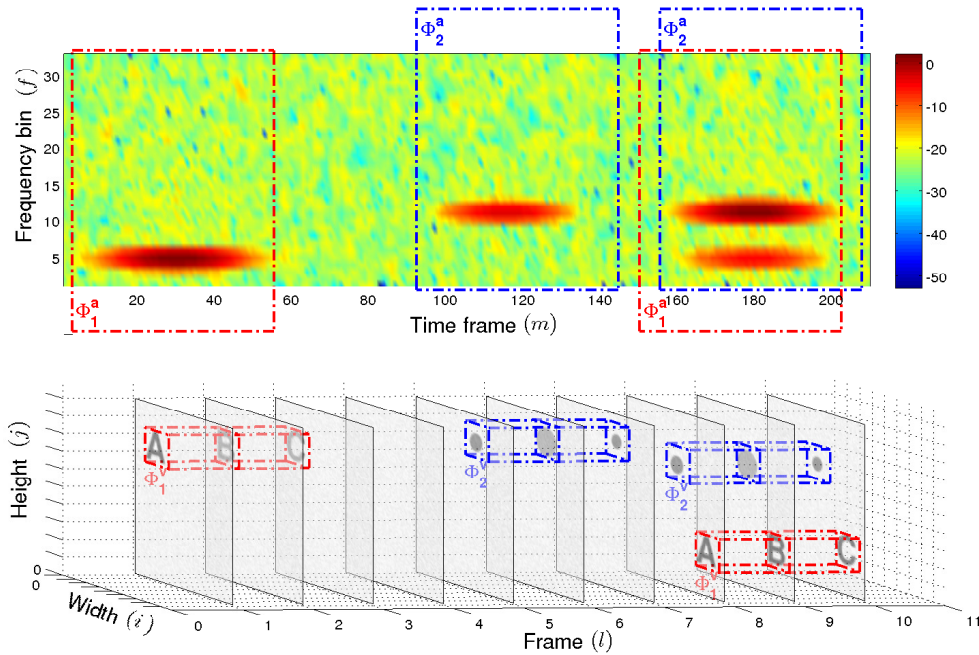 Φ₂ᵃ
Φ₂ᵃ
Frequency bin (f)
30
25
20
15
10
5
0
-10
-20
-30
-40
-50
Φ₁ᵃ
20
40
60
80
100
120
140
160
180
200
Φ₁ᵃ
Time frame (m)
Height (j)
A B C
Φ₁ᵛ
Φ₂ᵛ
Φ₂ᵛ
A B C
Φ₁ᵛ
0
0
Width (i)
0 1 2 3 4 5 6 7 8 9 10 11
Frame (l)